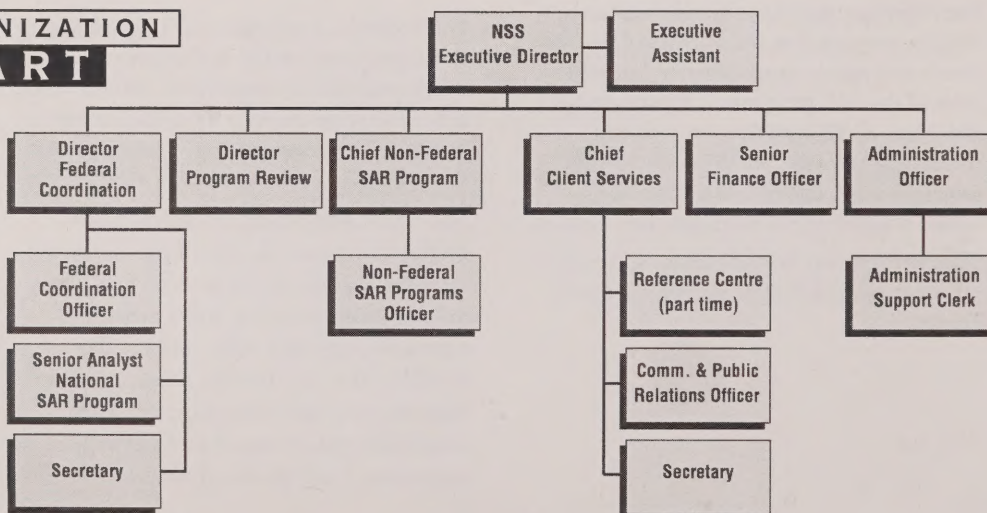 NIZATION
ART
NSS
Executive Director
Executive
Assistant
Director
Federal
Coordination
Director
Program Review
Chief Non-Federal
SAR Program
Chief
Client Services
Senior
Finance Officer
Administration
Officer
Federal
Coordination
Officer
Non-Federal
SAR Programs
Officer
Reference Centre
(part time)
Administration
Support Clerk
Senior Analyst
National
SAR Program
Comm. & Public
Relations Officer
Secretary
Secretary